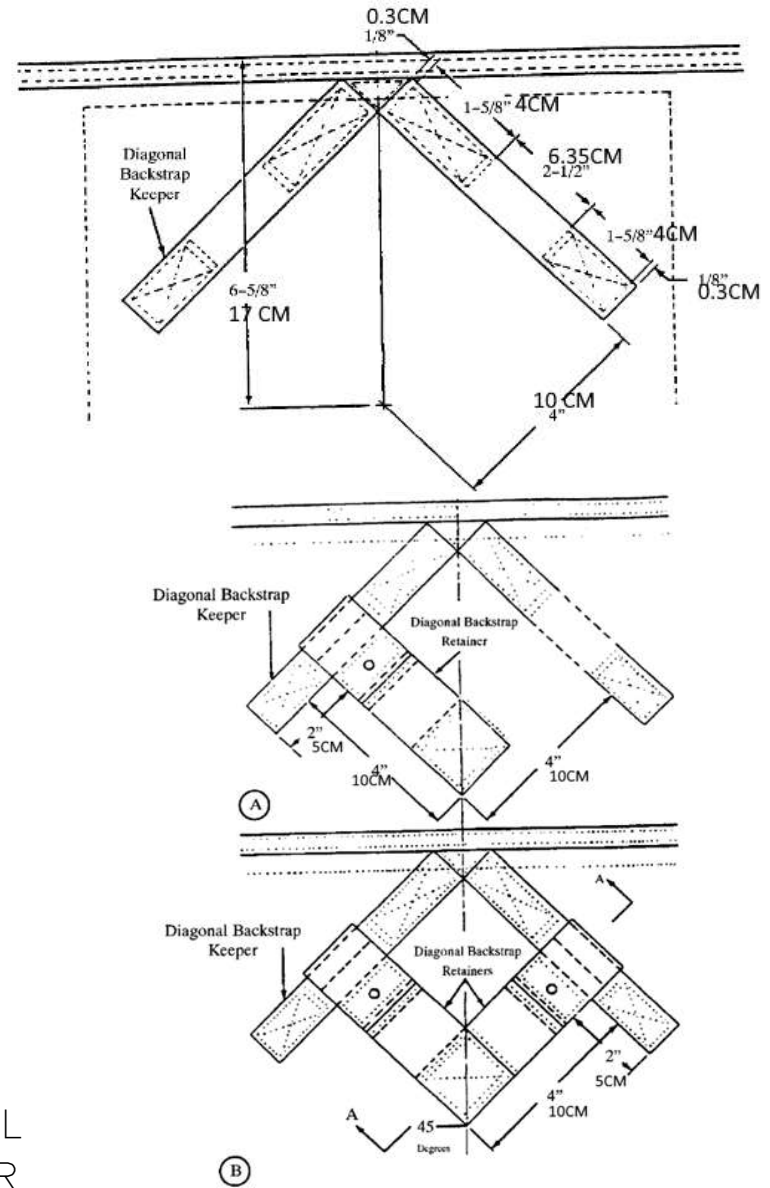 0.3CM
1/8"
1-5/8" 4CM
Diagonal
Backstrap
Keeper
6.35CM
2-1/2"
1-5/8" 4CM
1/8"
0.3CM
6-5/8"
17 CM
10 CM
4"
Diagonal Backstrap
Keeper
Diagonal Backstrap
Retainer
2"
5CM
4"
10CM
4"
10CM
A
A
Diagonal Backstrap
Keeper
Diagonal Backstrap
Retainers
2"
5CM
4"
10CM
A
45
Degrees
L
R
B